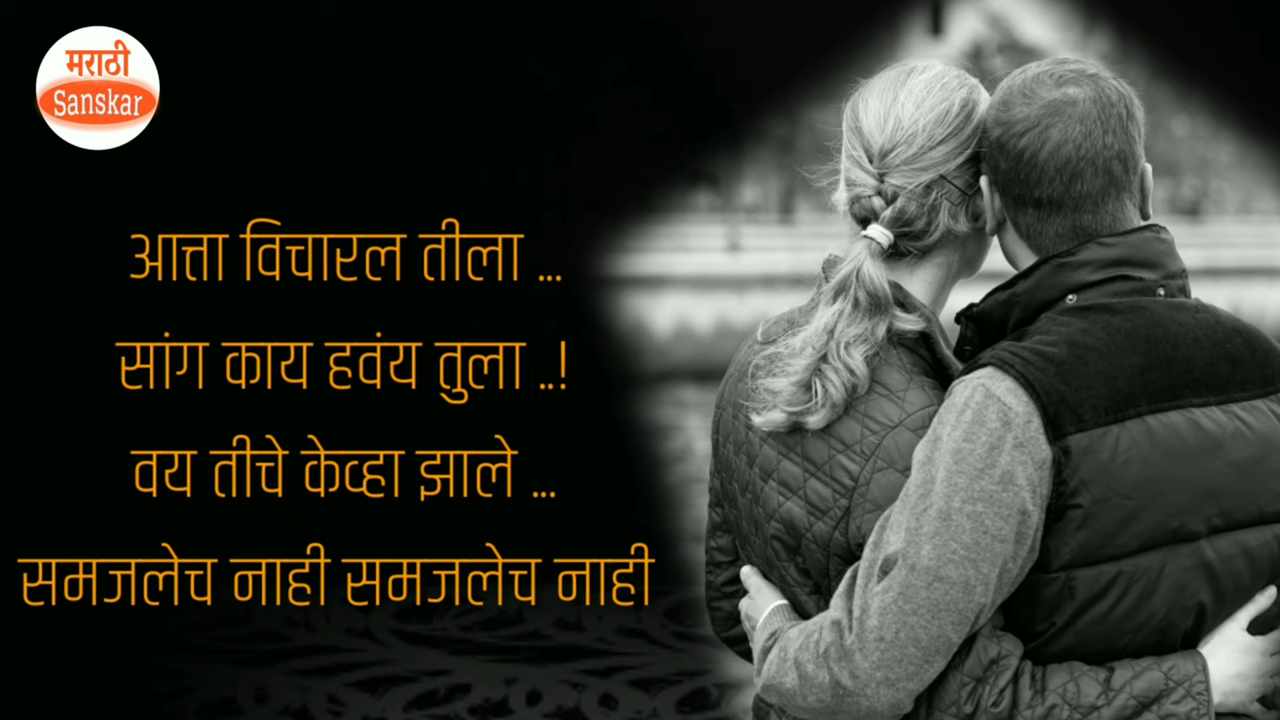 मराठी
Sanskar
आत्ता विचारल तीला ...
सांग काय हवंय तुला ..!
वय तीचे केव्हा झाले ...
समजलेच नाही समजलेच नाही